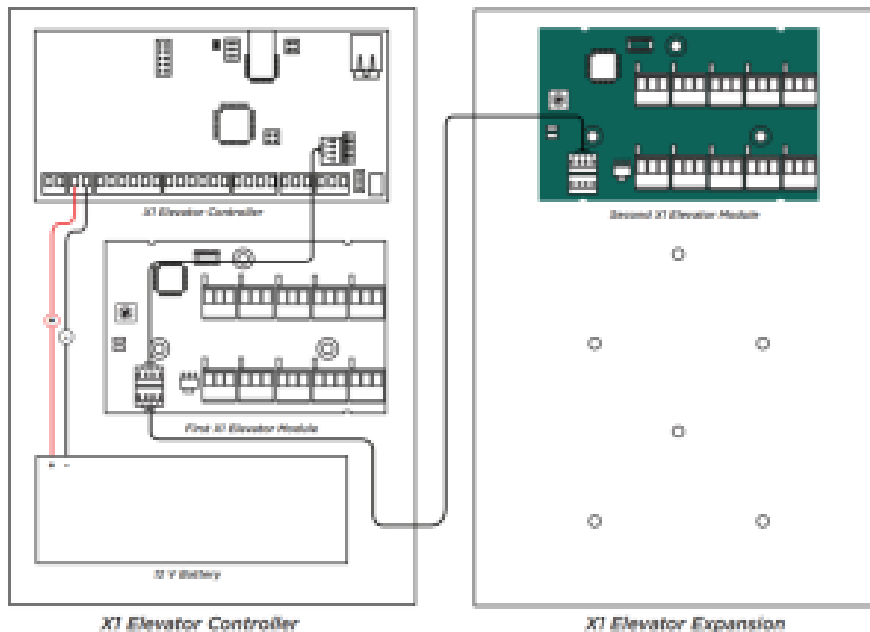 X1 Elevator Controller
Second X1 Elevator Module
First X1 Elevator Module
+ -
12 V Battery
X1 Elevator Controller
X1 Elevator Expansion